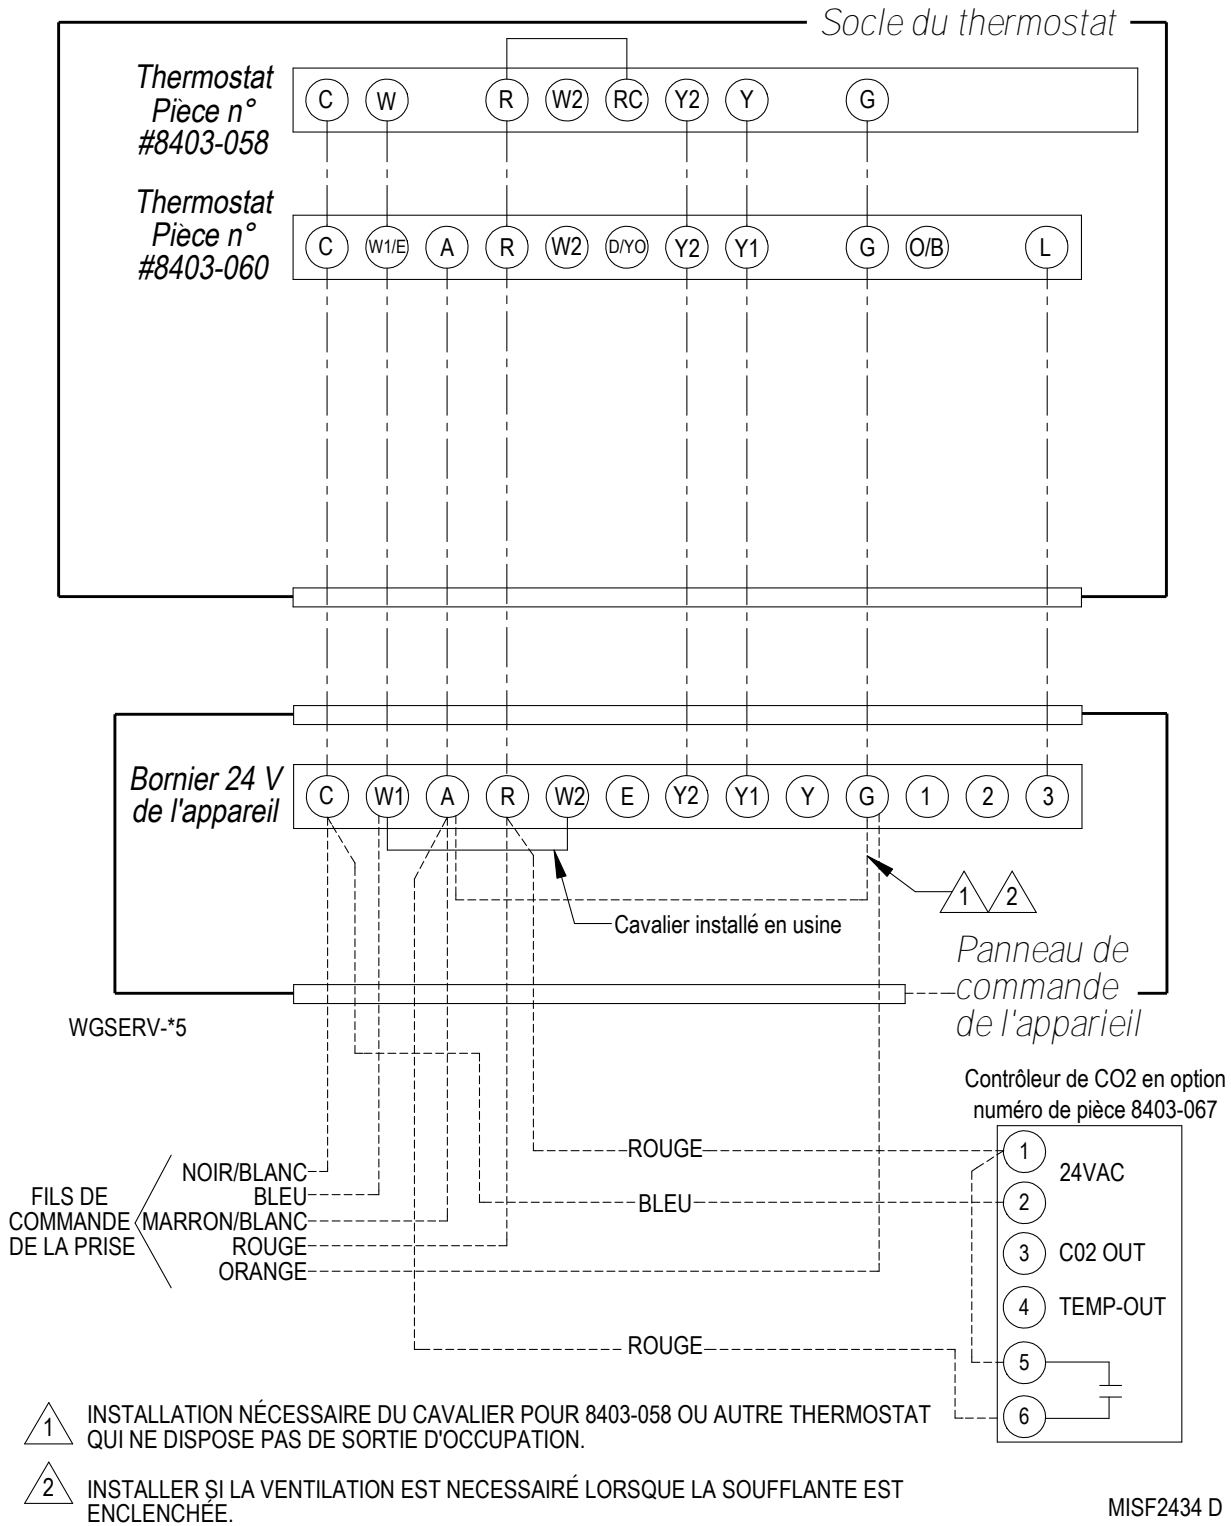 Socle du thermostat
Thermostat
Pièce n°
#8403-058
C W R W2 RC Y2 Y G
Thermostat
Pièce n°
#8403-060
C W1/E A R W2 D/YO Y2 Y1 G O/B L
Bornier 24 V
de l'appareil
C W1 A R W2 E Y2 Y1 Y G 1 2 3
1 2
Cavalier installé en usine
Panneau de
commande
de l'apparieil
WGSERV-*5
Contrôleur de CO2 en option
numéro de pièce 8403-067
FILS DE
COMMANDE
DE LA PRISE
NOIR/BLANC
BLEU
MARRON/BLANC
ROUGE
ORANGE
ROUGE
BLEU
ROUGE
1
24VAC
2
3 C02 OUT
4 TEMP-OUT
5
6
1 INSTALLATION NÉCESSAIRE DU CAVALIER POUR 8403-058 OU AUTRE THERMOSTAT
QUI NE DISPOSE PAS DE SORTIE D'OCCUPATION.
2 INSTALLER SI LA VENTILATION EST NECESSAIRÉ LORSQUE LA SOUFFLANTE EST
ENCLENCHÉE.
MISF2434 D